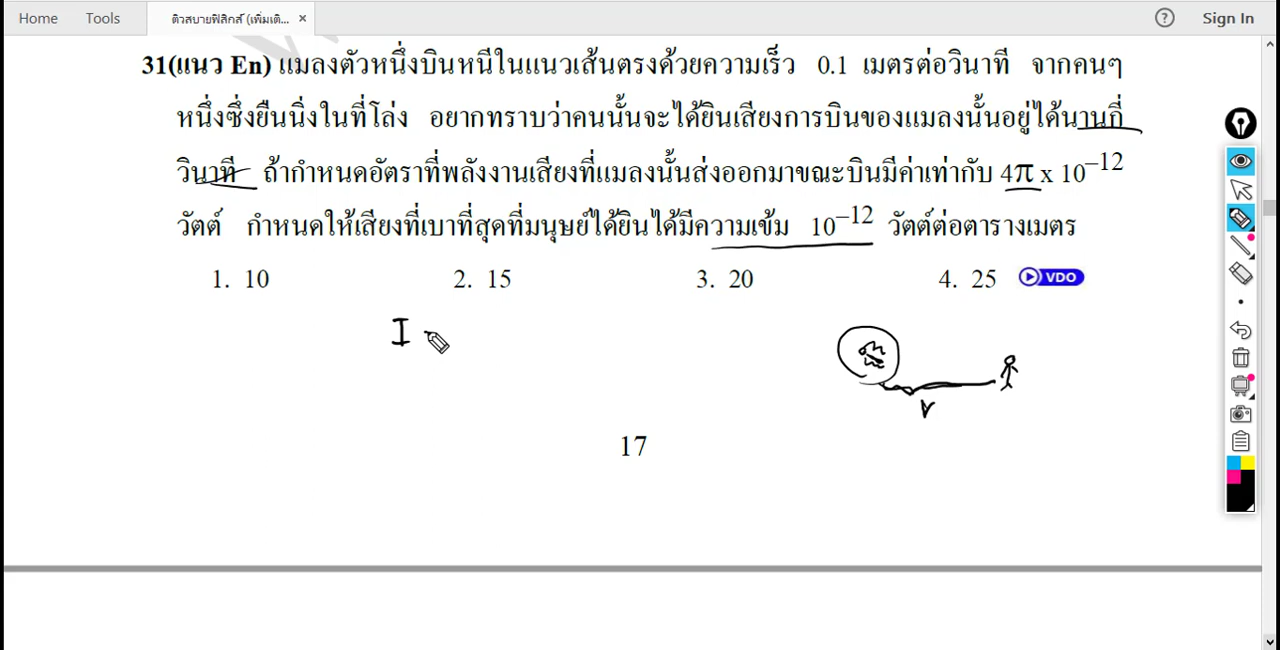 Home Tools ติวสบายฟิสิกส์ (เพิ่มเติ... × ? Sign In
31(แนว En) แมลงตัวหนึ่งบินหนีในแนวเส้นตรงด้วยความเร็ว 0.1 เมตรต่อวินาที จากคนๆ
หนึ่งซึ่งยืนนิ่งในที่โล่ง อยากทราบว่าคนนั้นจะได้ยินเสียงการบินของแมลงนั้นอยู่ได้นานกี่
วินาที ถ้ากำหนดอัตราที่พลังงานเสียงที่แมลงนั้นส่งออกมาขณะบินมีค่าเท่ากับ 4π x 10⁻¹²
วัตต์ กำหนดให้เสียงที่เบาที่สุดที่มนุษย์ได้ยินได้มีความเข้ม 10⁻¹² วัตต์ต่อตารางเมตร
1. 10 2. 15 3. 20 4. 25 VDO
I
17